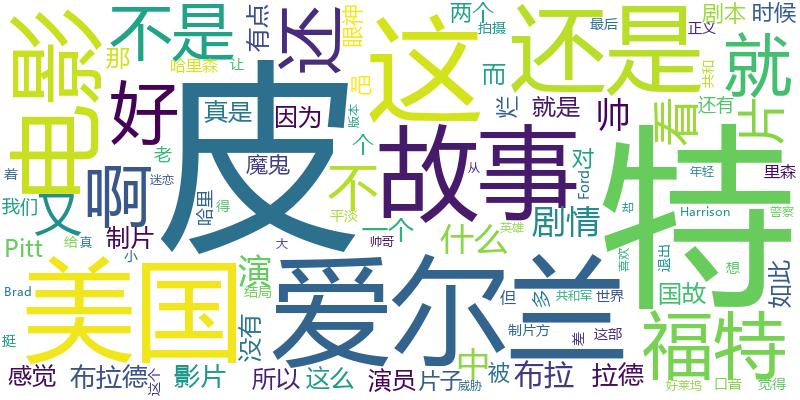 电影
不是
还
有点
眼神
这
两个
拍摄
最后
还是
剧本
正义
时候
那
哈里森
让
皮
吧
而
烂
就
共和
好
真是
因为
版本
个
就是
帅
看
还有
片
老
着
迷恋
啊
魔鬼
不
故事
对
Ford
特
年轻
里森
我们
又
哈里
得
平淡
从
一个
剧情
却
Harrison
警察
Pitt
给
真
制片
小
大
帅哥
英雄
什么
喜欢
退出
想
如此
美国
演
结局
爱尔兰
但
多
共和军
世界
国故
Brad
挺
没有
制片方
差
这部
福特
感觉
布拉德
这个
影片
所以
这么
演员
片子
中
威胁
被
布拉
拉德
好莱坞
口音
觉得